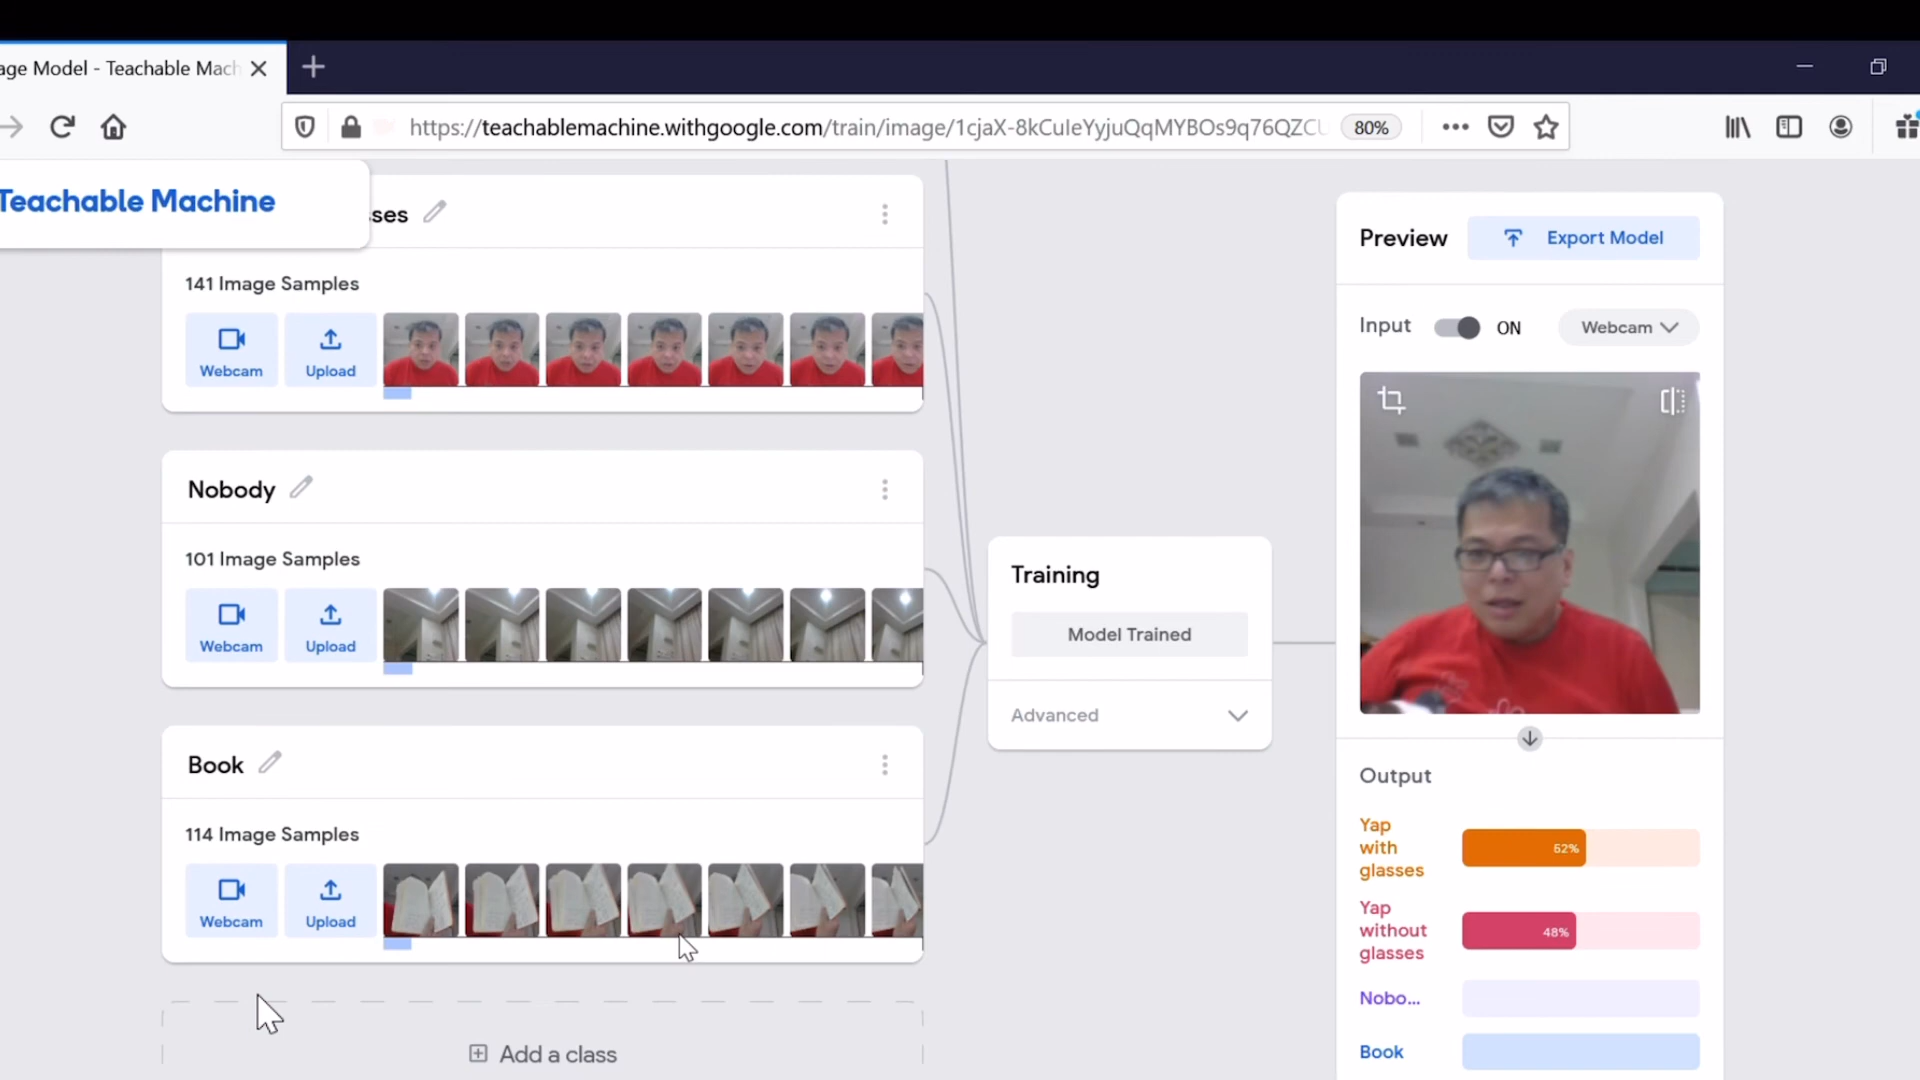 age Model - Teachable Mach
https://teachablemachine.withgoogle.com/train/image/1cjaX-8kCuIeYyjuQqMYBOs9q76QZCU
80%
Teachable Machine
sses
141 Image Samples
Webcam
Upload
Nobody
101 Image Samples
Webcam
Upload
Book
114 Image Samples
Webcam
Upload
Add a class
Training
Model Trained
Advanced
Preview
Export Model
Input
ON
Webcam
Output
Yap
with
glasses
52%
Yap
without
glasses
48%
Nobo...
Book